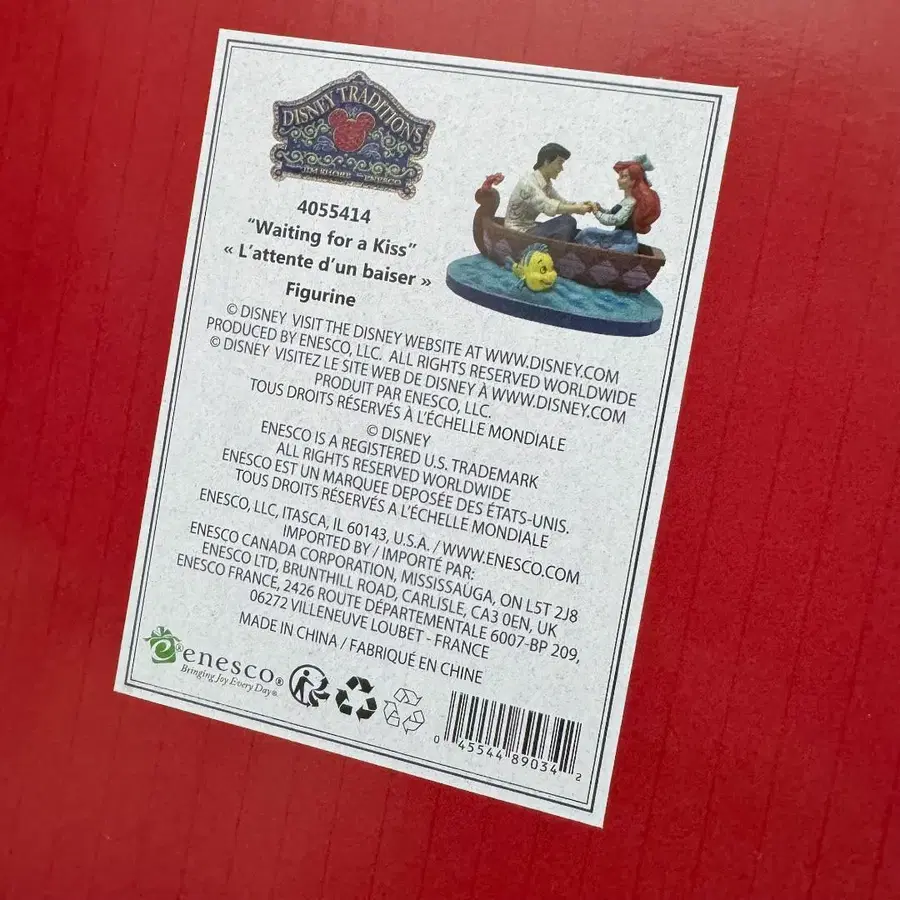 DISNEY TRADITIONS
JIM SHORE ENESCO
4055414
“Waiting for a Kiss”
« L’attente d’un baiser »
Figurine
© DISNEY VISIT THE DISNEY WEBSITE AT WWW.DISNEY.COM
PRODUCED BY ENESCO, LLC. ALL RIGHTS RESERVED WORLDWIDE
© DISNEY VISITEZ LE SITE WEB DE DISNEY À WWW.DISNEY.COM
PRODUIT PAR ENESCO, LLC.
TOUS DROITS RÉSERVÉS À L’ÉCHELLE MONDIALE
© DISNEY
ENESCO IS A REGISTERED U.S. TRADEMARK
ALL RIGHTS RESERVED WORLDWIDE
ENESCO EST UN MARQUEE DEPOSÉE DES ÉTATS-UNIS.
TOUS DROITS RÉSERVÉS A L’ÉCHELLE MONDIALE
ENESCO, LLC, ITASCA, IL 60143, U.S.A. / WWW.ENESCO.COM
IMPORTED BY / IMPORTÉ PAR:
ENESCO CANADA CORPORATION, MISSISSAUGA, ON L5T 2J8
ENESCO LTD, BRUNTHILL ROAD, CARLISLE, CA3 0EN, UK
ENESCO FRANCE, 2426 ROUTE DÉPARTEMENTALE 6007-BP 209,
06272 VILLENEUVE LOUBET - FRANCE
MADE IN CHINA / FABRIQUÉ EN CHINE
e® enesco®
Bringing Joy Every Day®
0 45544 89034 2